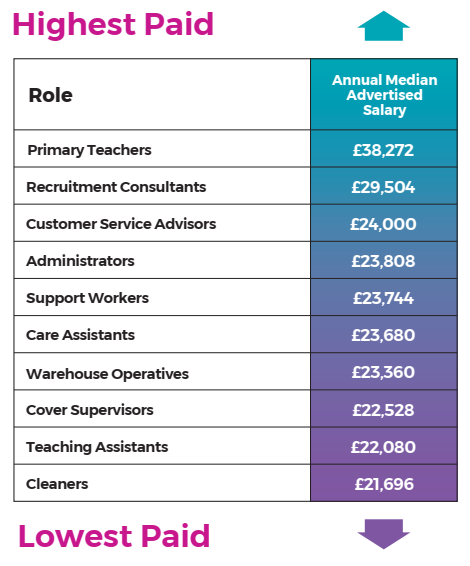 Highest Paid
Role
Annual Median
Advertised
Salary
Primary Teachers £38,272
Recruitment Consultants £29,504
Customer Service Advisors £24,000
Administrators £23,808
Support Workers £23,744
Care Assistants £23,680
Warehouse Operatives £23,360
Cover Supervisors £22,528
Teaching Assistants £22,080
Cleaners £21,696
Lowest Paid